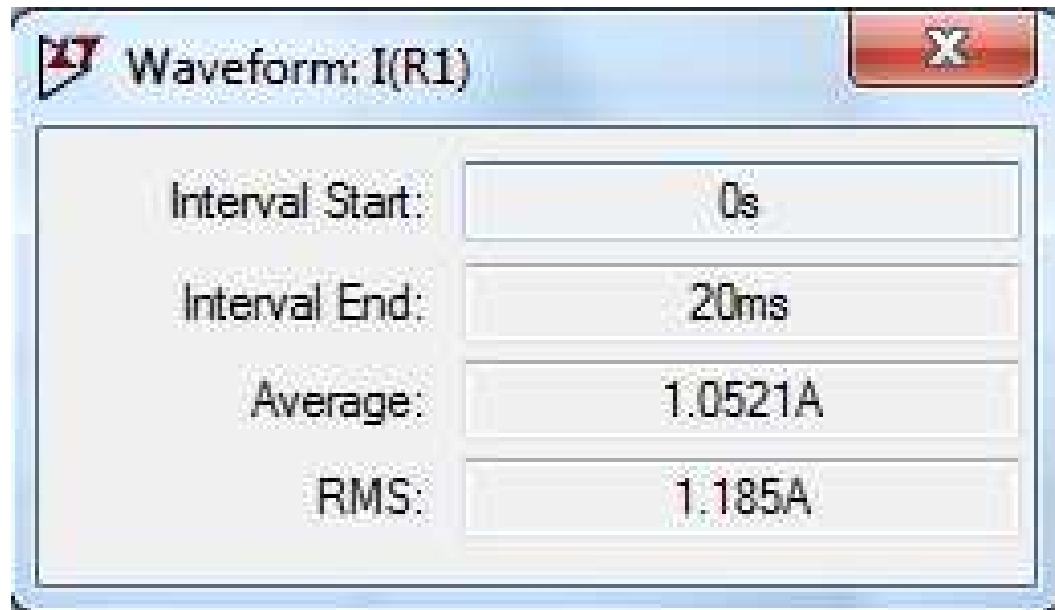 Waveform: I(R1)
Interval Start: 0s
Interval End: 20ms
Average: 1.0521A
RMS: 1.185A